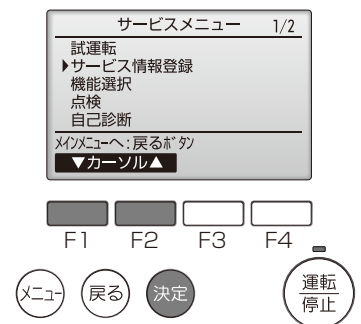 サービスメニュー 1/2
試運転
▶サービス情報登録
機能選択
点検
自己診断
ﾒｲﾝﾒﾆｭｰへ:戻るﾎﾞﾀﾝ
▼カーソル▲
F1 F2 F3 F4
メニュー 戻る 決定 運転
停止